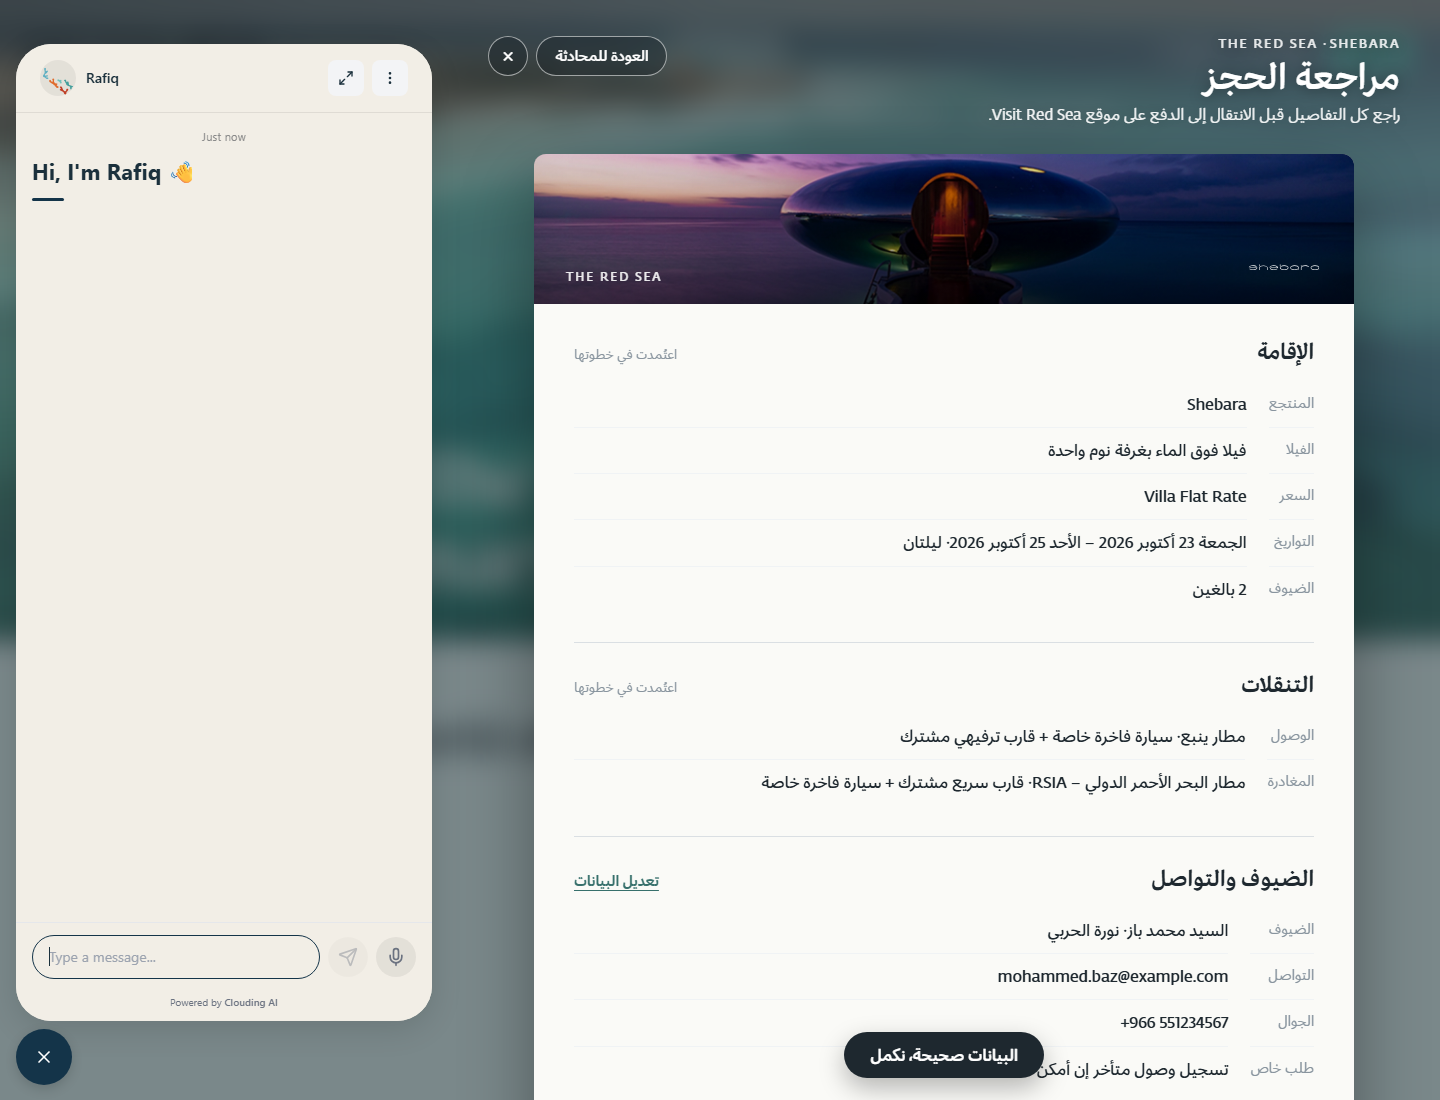 Rafiq
Just now
Hi, I'm Rafiq 👋
Type a message...
Powered by Clouding AI
THE RED SEA · SHEBARA
مراجعة الحجز
راجع كل التفاصيل قبل الانتقال إلى الدفع على موقع Visit Red Sea.
العودة للمحادثة
THE RED SEA
shebara
الإقامة
اعتُمدت في خطوتها
المنتجع Shebara
الفيلا فيلا فوق الماء بغرفة نوم واحدة
السعر Villa Flat Rate
التواريخ الجمعة 23 أكتوبر 2026 – الأحد 25 أكتوبر 2026 · ليلتان
الضيوف 2 بالغين
التنقلات
اعتُمدت في خطوتها
الوصول مطار ينبع · سيارة فاخرة خاصة + قارب ترفيهي مشترك
المغادرة مطار البحر الأحمر الدولي – RSIA · قارب سريع مشترك + سيارة فاخرة خاصة
الضيوف والتواصل
تعديل البيانات
الضيوف السيد محمد باز · نورة الحربي
التواصل mohammed.baz@example.com
الجوال +966 551234567
طلب خاص تسجيل وصول متأخر إن أمكن
البيانات صحيحة، نكمل